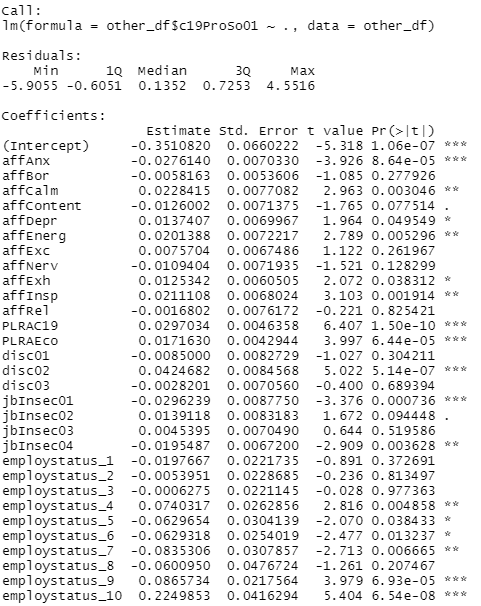 Call:
lm(formula = other_df$c19ProSo01 ~ ., data = other_df)
Residuals:
Min 1Q Median 3Q Max
-5.9055 -0.6051 0.1352 0.7253 4.5516
Coefficients:
Estimate Std. Error t value Pr(>|t|)
(Intercept) -0.3510820 0.0660222 -5.318 1.06e-07 ***
affAnx -0.0276140 0.0070330 -3.926 8.64e-05 ***
affBor -0.0058163 0.0053606 -1.085 0.277926
affCalm 0.0228415 0.0077082 2.963 0.003046 **
affContent -0.0126002 0.0071375 -1.765 0.077514 .
affDepr 0.0137407 0.0069967 1.964 0.049549 *
affEnerg 0.0201388 0.0072217 2.789 0.005296 **
affExc 0.0075704 0.0067486 1.122 0.261967
affNerv -0.0109404 0.0071935 -1.521 0.128299
affExh 0.0125342 0.0060505 2.072 0.038312 *
affInsp 0.0211108 0.0068024 3.103 0.001914 **
affRel -0.0016802 0.0076172 -0.221 0.825421
PLRAC19 0.0297034 0.0046358 6.407 1.50e-10 ***
PLRAEco 0.0171630 0.0042944 3.997 6.44e-05 ***
disc01 -0.0085000 0.0082729 -1.027 0.304211
disc02 0.0424682 0.0084568 5.022 5.14e-07 ***
disc03 -0.0028201 0.0070560 -0.400 0.689394
jbInsec01 -0.0296239 0.0087750 -3.376 0.000736 ***
jbInsec02 0.0139118 0.0083183 1.672 0.094448 .
jbInsec03 0.0045395 0.0070490 0.644 0.519586
jbInsec04 -0.0195487 0.0067200 -2.909 0.003628 **
employstatus_1 -0.0197667 0.0221735 -0.891 0.372691
employstatus_2 -0.0053951 0.0228685 -0.236 0.813497
employstatus_3 -0.0006275 0.0221145 -0.028 0.977363
employstatus_4 0.0740317 0.0262856 2.816 0.004858 **
employstatus_5 -0.0629654 0.0304139 -2.070 0.038433 *
employstatus_6 -0.0629318 0.0254019 -2.477 0.013237 *
employstatus_7 -0.0835306 0.0307857 -2.713 0.006665 **
employstatus_8 -0.0600950 0.0476724 -1.261 0.207467
employstatus_9 0.0865734 0.0217564 3.979 6.93e-05 ***
employstatus_10 0.2249853 0.0416294 5.404 6.54e-08 ***